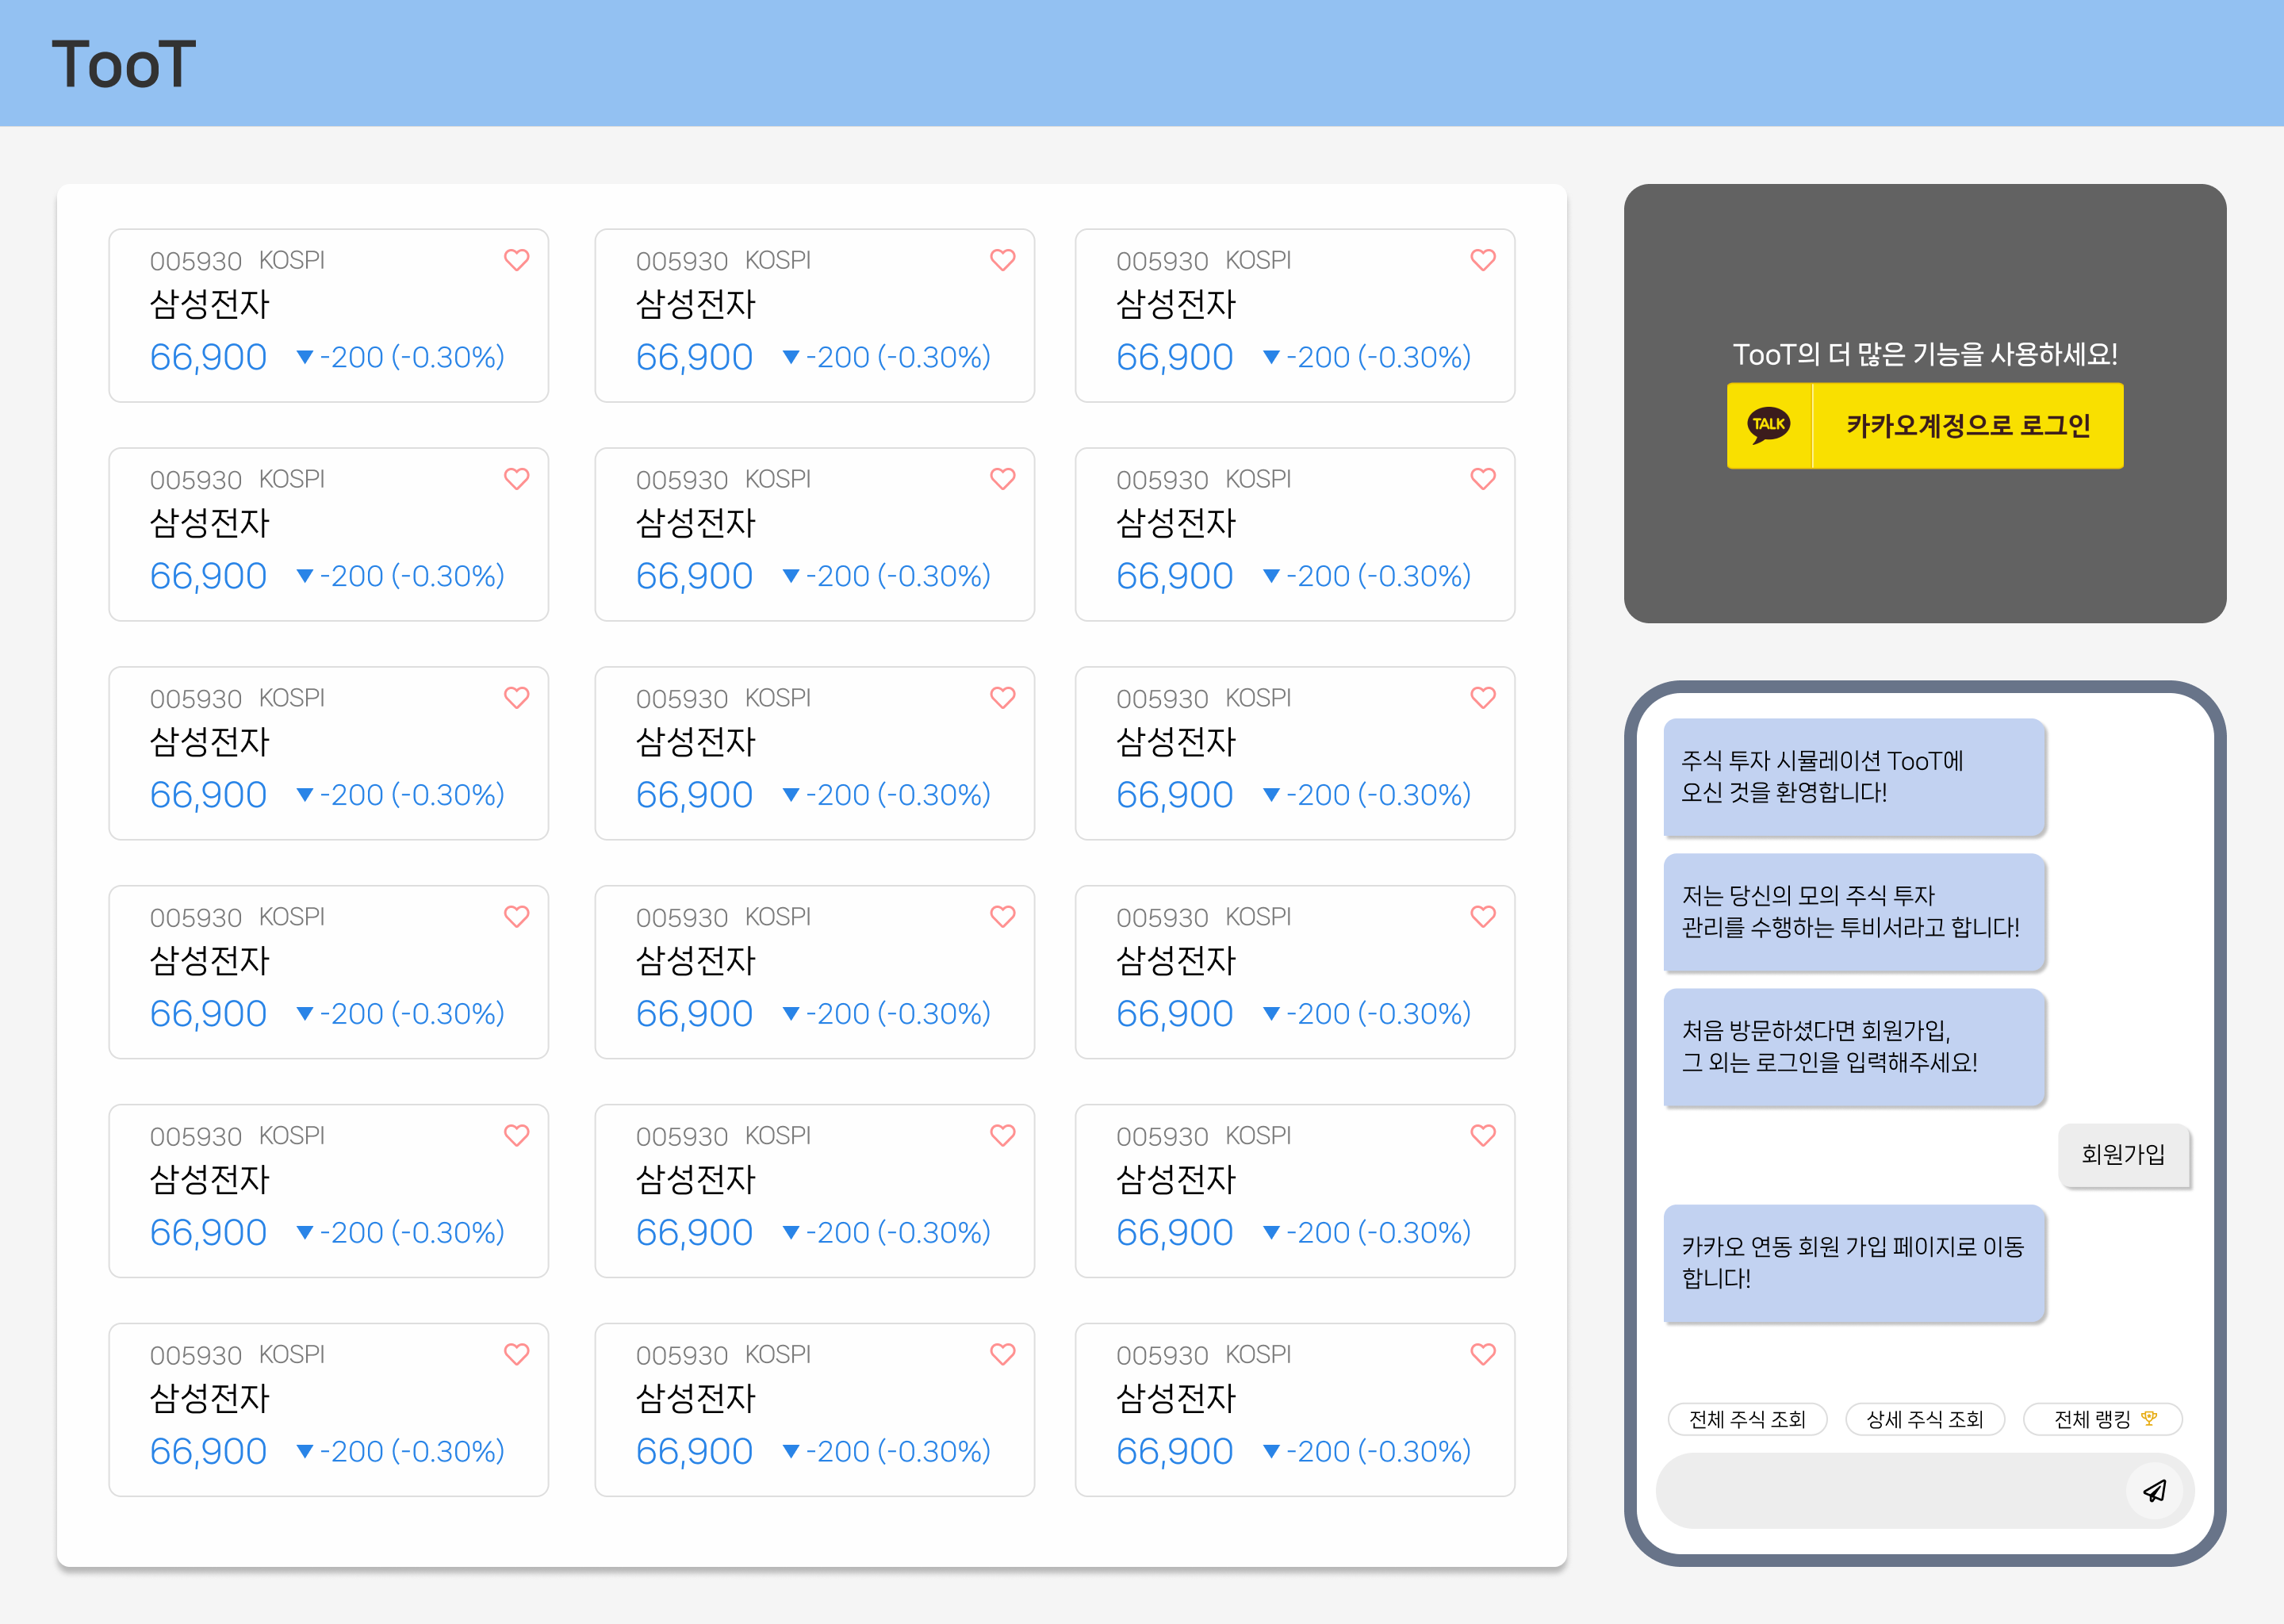 TooT
005930 KOSPI
삼성전자
66,900 ▼-200 (-0.30%)
005930 KOSPI
삼성전자
66,900 ▼-200 (-0.30%)
005930 KOSPI
삼성전자
66,900 ▼-200 (-0.30%)
005930 KOSPI
삼성전자
66,900 ▼-200 (-0.30%)
005930 KOSPI
삼성전자
66,900 ▼-200 (-0.30%)
005930 KOSPI
삼성전자
66,900 ▼-200 (-0.30%)
005930 KOSPI
삼성전자
66,900 ▼-200 (-0.30%)
005930 KOSPI
삼성전자
66,900 ▼-200 (-0.30%)
005930 KOSPI
삼성전자
66,900 ▼-200 (-0.30%)
005930 KOSPI
삼성전자
66,900 ▼-200 (-0.30%)
005930 KOSPI
삼성전자
66,900 ▼-200 (-0.30%)
005930 KOSPI
삼성전자
66,900 ▼-200 (-0.30%)
005930 KOSPI
삼성전자
66,900 ▼-200 (-0.30%)
005930 KOSPI
삼성전자
66,900 ▼-200 (-0.30%)
005930 KOSPI
삼성전자
66,900 ▼-200 (-0.30%)
005930 KOSPI
삼성전자
66,900 ▼-200 (-0.30%)
005930 KOSPI
삼성전자
66,900 ▼-200 (-0.30%)
005930 KOSPI
삼성전자
66,900 ▼-200 (-0.30%)
TooT의 더 많은 기능을 사용하세요!
TALK 카카오계정으로 로그인
주식 투자 시뮬레이션 TooT에
오신 것을 환영합니다!
저는 당신의 모의 주식 투자
관리를 수행하는 투비서라고 합니다!
처음 방문하셨다면 회원가입,
그 외는 로그인을 입력해주세요!
회원가입
카카오 연동 회원 가입 페이지로 이동
합니다!
전체 주식 조회 상세 주식 조회 전체 랭킹